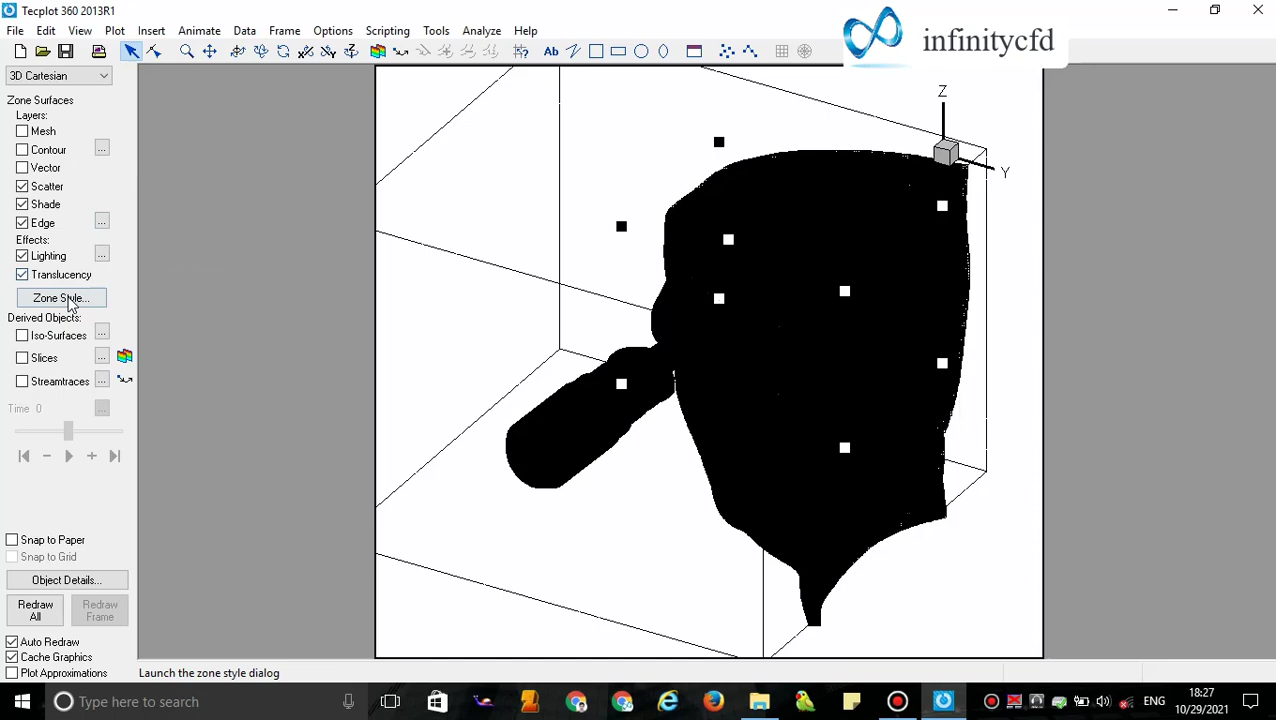 Tecplot 360 2013R1
File Edit View Plot Insert Animate Data Frame Options Scripting Tools Analyze Help
infinitycfd
Ab
3D Cartesian
Zone Surfaces
Layers:
Mesh
Contour ...
Vector
Scatter
Shade
Edge ...
Effects:
Lighting ...
Translucency
Zone Style...
Derived Objects:
Iso-Surfaces ...
Slices ...
Streamtraces ...
Time 0 ...
Z
Y
Snap to Paper
Snap to Grid
Object Details...
Redraw All
Redraw Frame
Auto Redraw
Cache Graphics
Plot Approximations
Launch the zone style dialog
Type here to search
ENG
18:27
10/29/2021